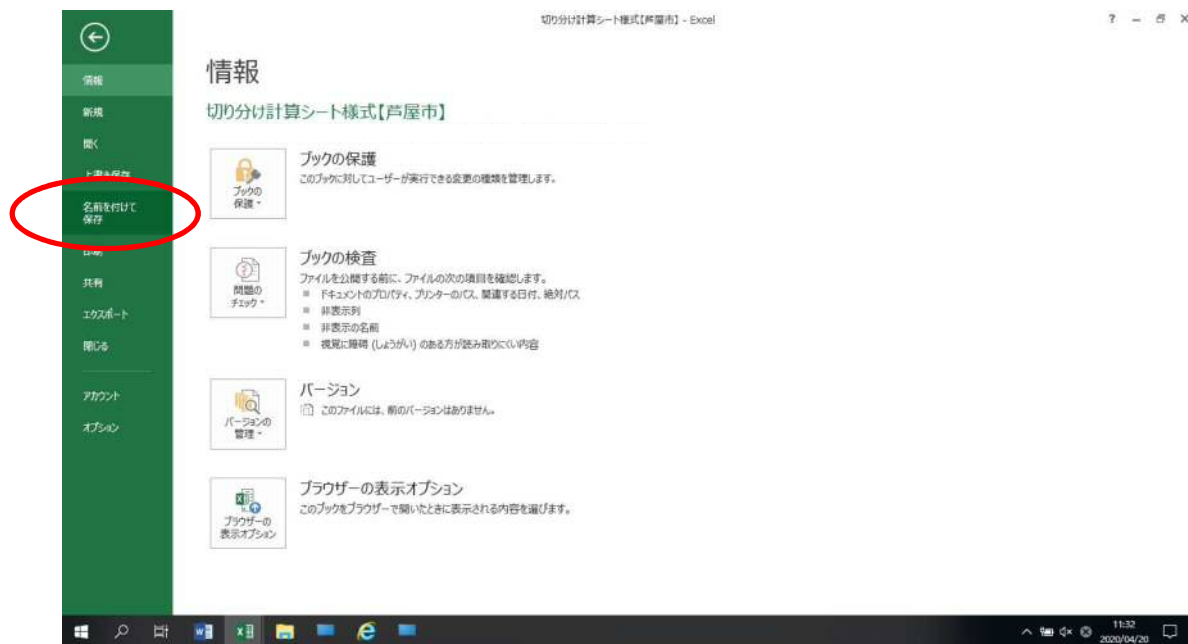 切り分け計算シート様式【芦屋市】 - Excel
?
情報
新規
開く
上書き保存
名前を付けて
保存
印刷
共有
エクスポート
閉じる
アカウント
オプション
情報
切り分け計算シート様式【芦屋市】
ブックの
保護
ブックの保護
このブックに対してユーザーが実行できる変更の種類を管理します。
問題の
チェック
ブックの検査
ファイルを公開する前に、ファイルの次の項目を確認します。
ドキュメントのプロパティ、プリンターのパス、関連する日付、絶対パス
非表示列
非表示の名前
視覚に障碍 (しょうがい) のある方が読み取りにくい内容
バージョンの
管理
バージョン
このファイルには、前のバージョンはありません。
ブラウザーの
表示オプション
ブラウザーの表示オプション
このブックをブラウザーで開いたときに表示される内容を選びます。
11:32
2020/04/20